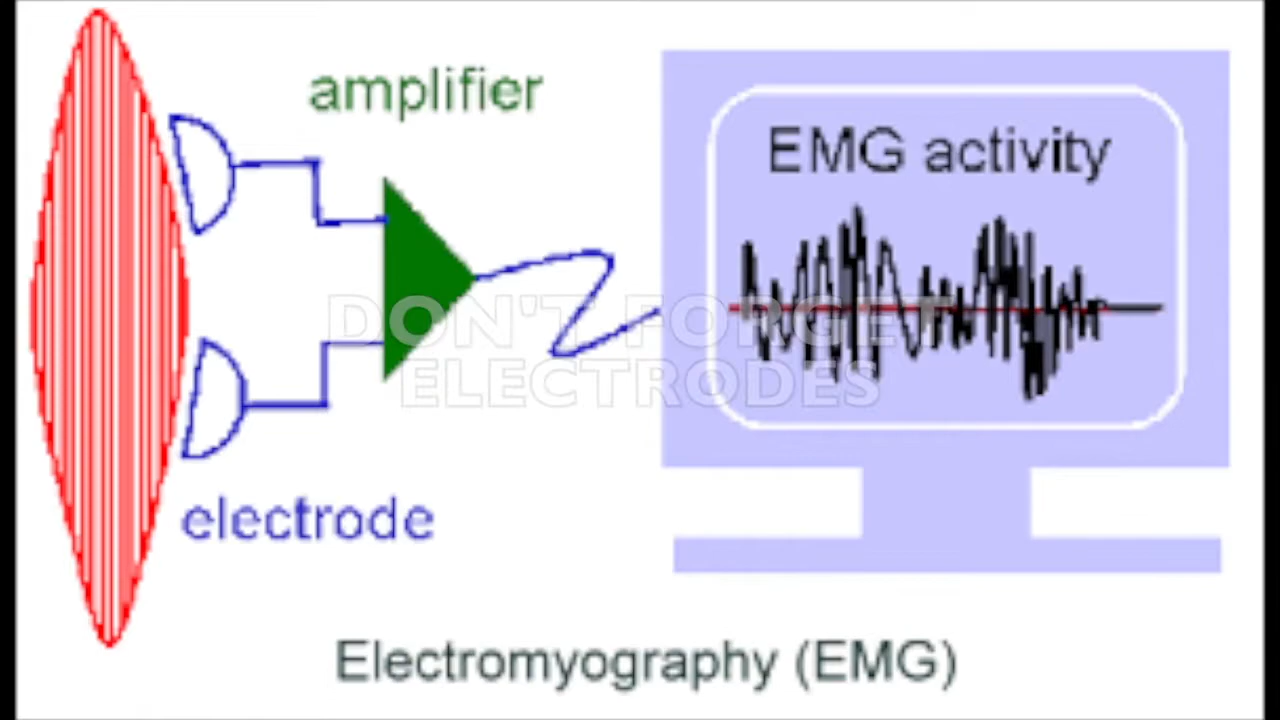 amplifier
EMG activity
DON'T FORGET
ELECTRODES
electrode
Electromyography (EMG)